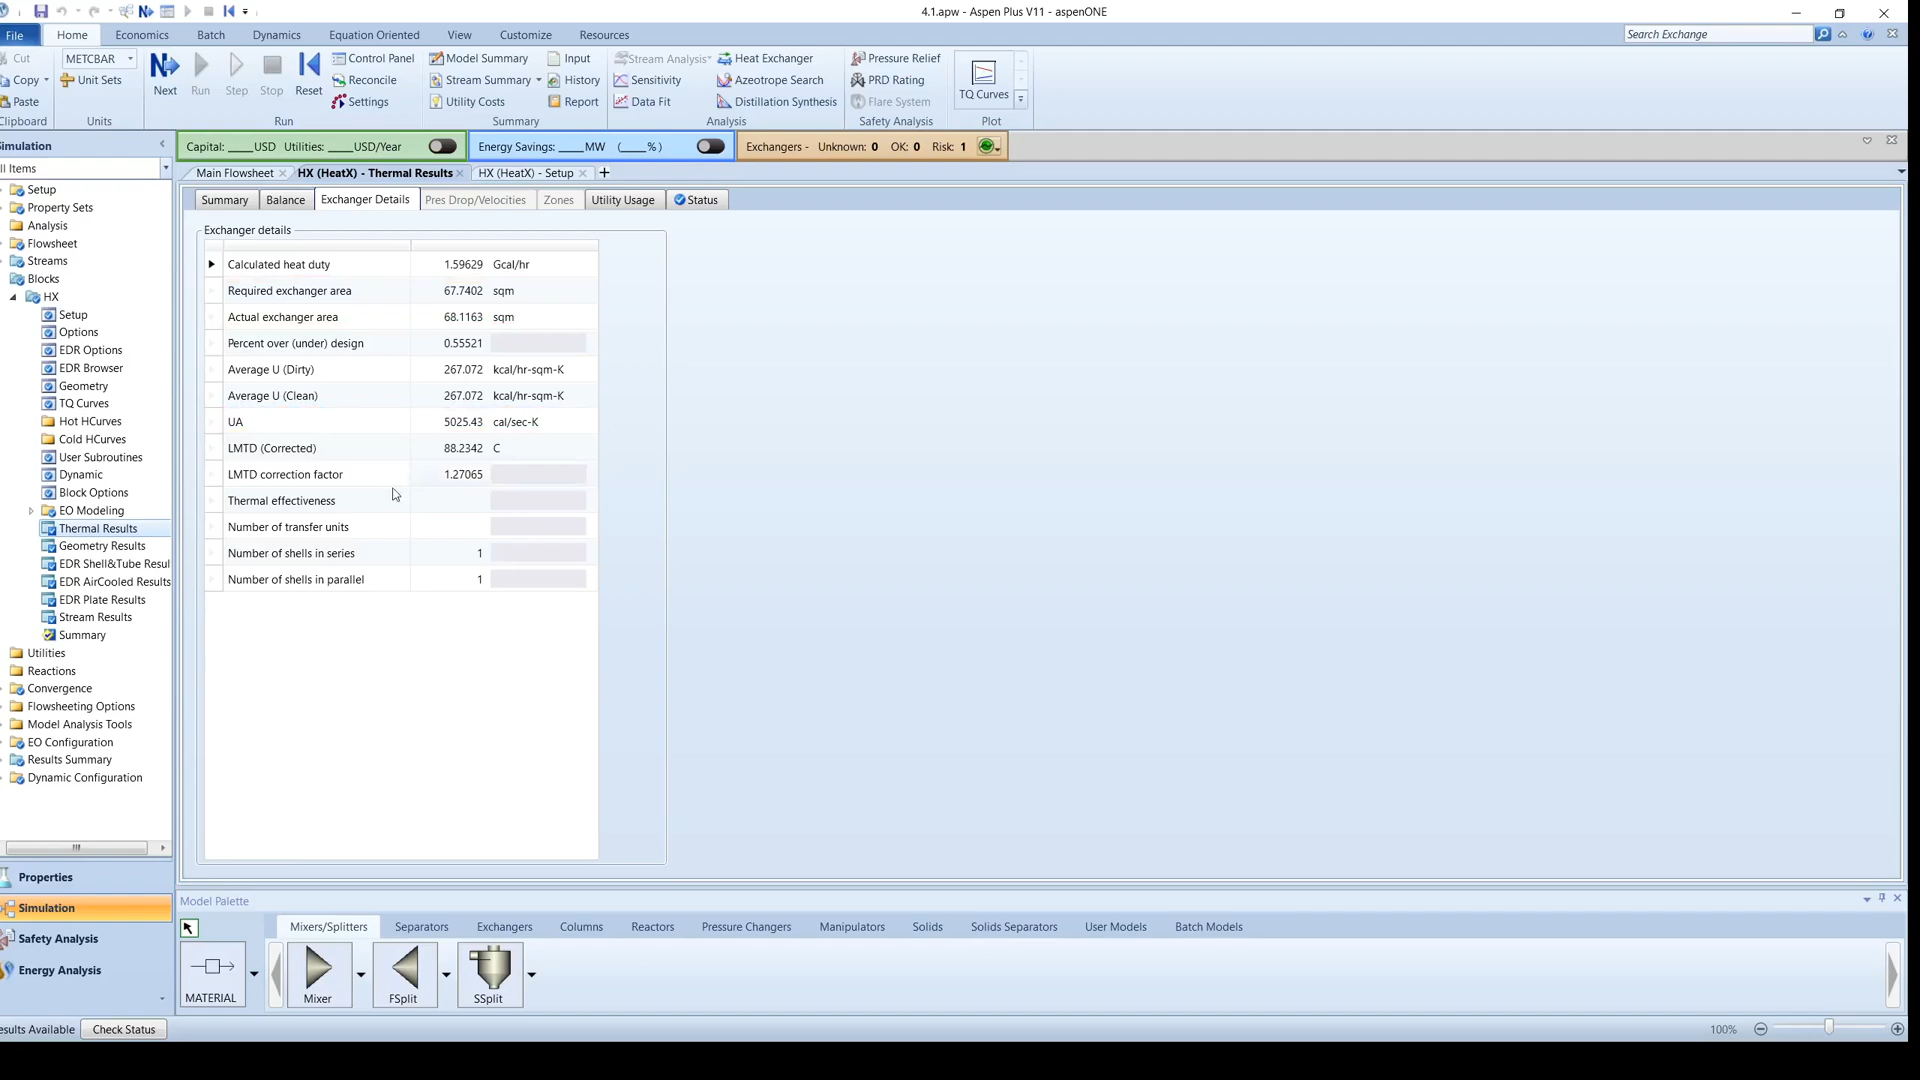 4.1.apw - Aspen Plus V11 - aspenONE
File Home Economics Batch Dynamics Equation Oriented View Customize Resources Search Exchange
Cut METCBAR Control Panel Model Summary Input Stream Analysis Heat Exchanger Pressure Relief
Copy Unit Sets Next Run Step Stop Reset Reconcile Stream Summary History Sensitivity Azeotrope Search PRD Rating
Paste Settings Utility Costs Report Data Fit Distillation Synthesis Flare System TQ Curves
Clipboard Units Run Summary Analysis Safety Analysis Plot
Simulation Capital: ____USD Utilities: ____USD/Year Energy Savings: ____MW (____%) Exchangers - Unknown: 0 OK: 0 Risk: 1
ll Items Main Flowsheet HX (HeatX) - Thermal Results HX (HeatX) - Setup +
Summary Balance Exchanger Details Pres Drop/Velocities Zones Utility Usage Status
Setup
Property Sets
Analysis
Flowsheet
Streams
Blocks
HX
Setup
Options
EDR Options
EDR Browser
Geometry
TQ Curves
Hot HCurves
Cold HCurves
User Subroutines
Dynamic
Block Options
EO Modeling
Thermal Results
Geometry Results
EDR Shell&Tube Resul
EDR AirCooled Results
EDR Plate Results
Stream Results
Summary
Utilities
Reactions
Convergence
Flowsheeting Options
Model Analysis Tools
EO Configuration
Results Summary
Dynamic Configuration
Properties
Simulation
Safety Analysis
Energy Analysis
Exchanger details
Calculated heat duty 1.59629 Gcal/hr
Required exchanger area 67.7402 sqm
Actual exchanger area 68.1163 sqm
Percent over (under) design 0.55521
Average U (Dirty) 267.072 kcal/hr-sqm-K
Average U (Clean) 267.072 kcal/hr-sqm-K
UA 5025.43 cal/sec-K
LMTD (Corrected) 88.2342 C
LMTD correction factor 1.27065
Thermal effectiveness
Number of transfer units
Number of shells in series 1
Number of shells in parallel 1
Model Palette
Mixers/Splitters Separators Exchangers Columns Reactors Pressure Changers Manipulators Solids Solids Separators User Models Batch Models
MATERIAL Mixer FSplit SSplit
esults Available Check Status 100%